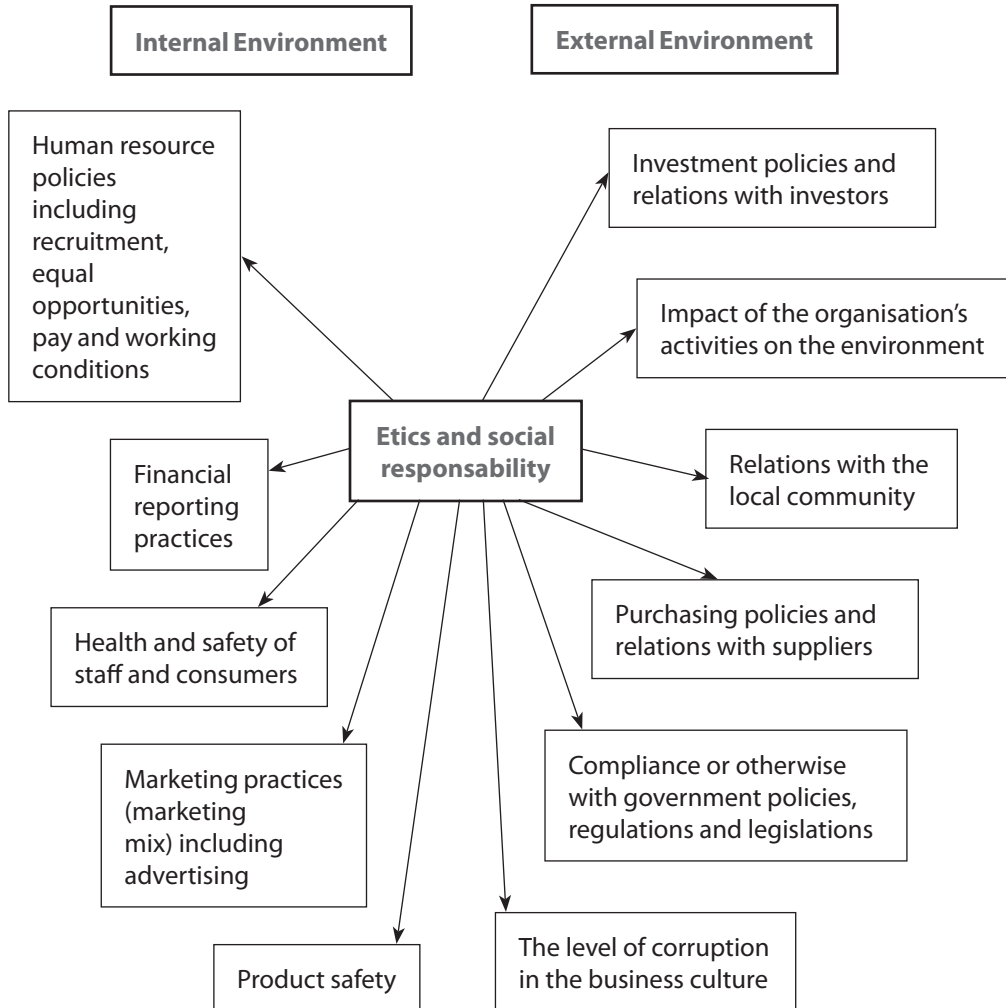 Internal Environment
External Environment
Human resource
policies
including
recruitment,
equal
opportunities,
pay and working
conditions
Investment policies and
relations with investors
Impact of the organisation’s
activities on the environment
Etics and social
responsability
Financial
reporting
practices
Relations with the
local community
Health and safety of
staff and consumers
Purchasing policies and
relations with suppliers
Marketing practices
(marketing
mix) including
advertising
Compliance or otherwise
with government policies,
regulations and legislations
Product safety
The level of corruption
in the business culture